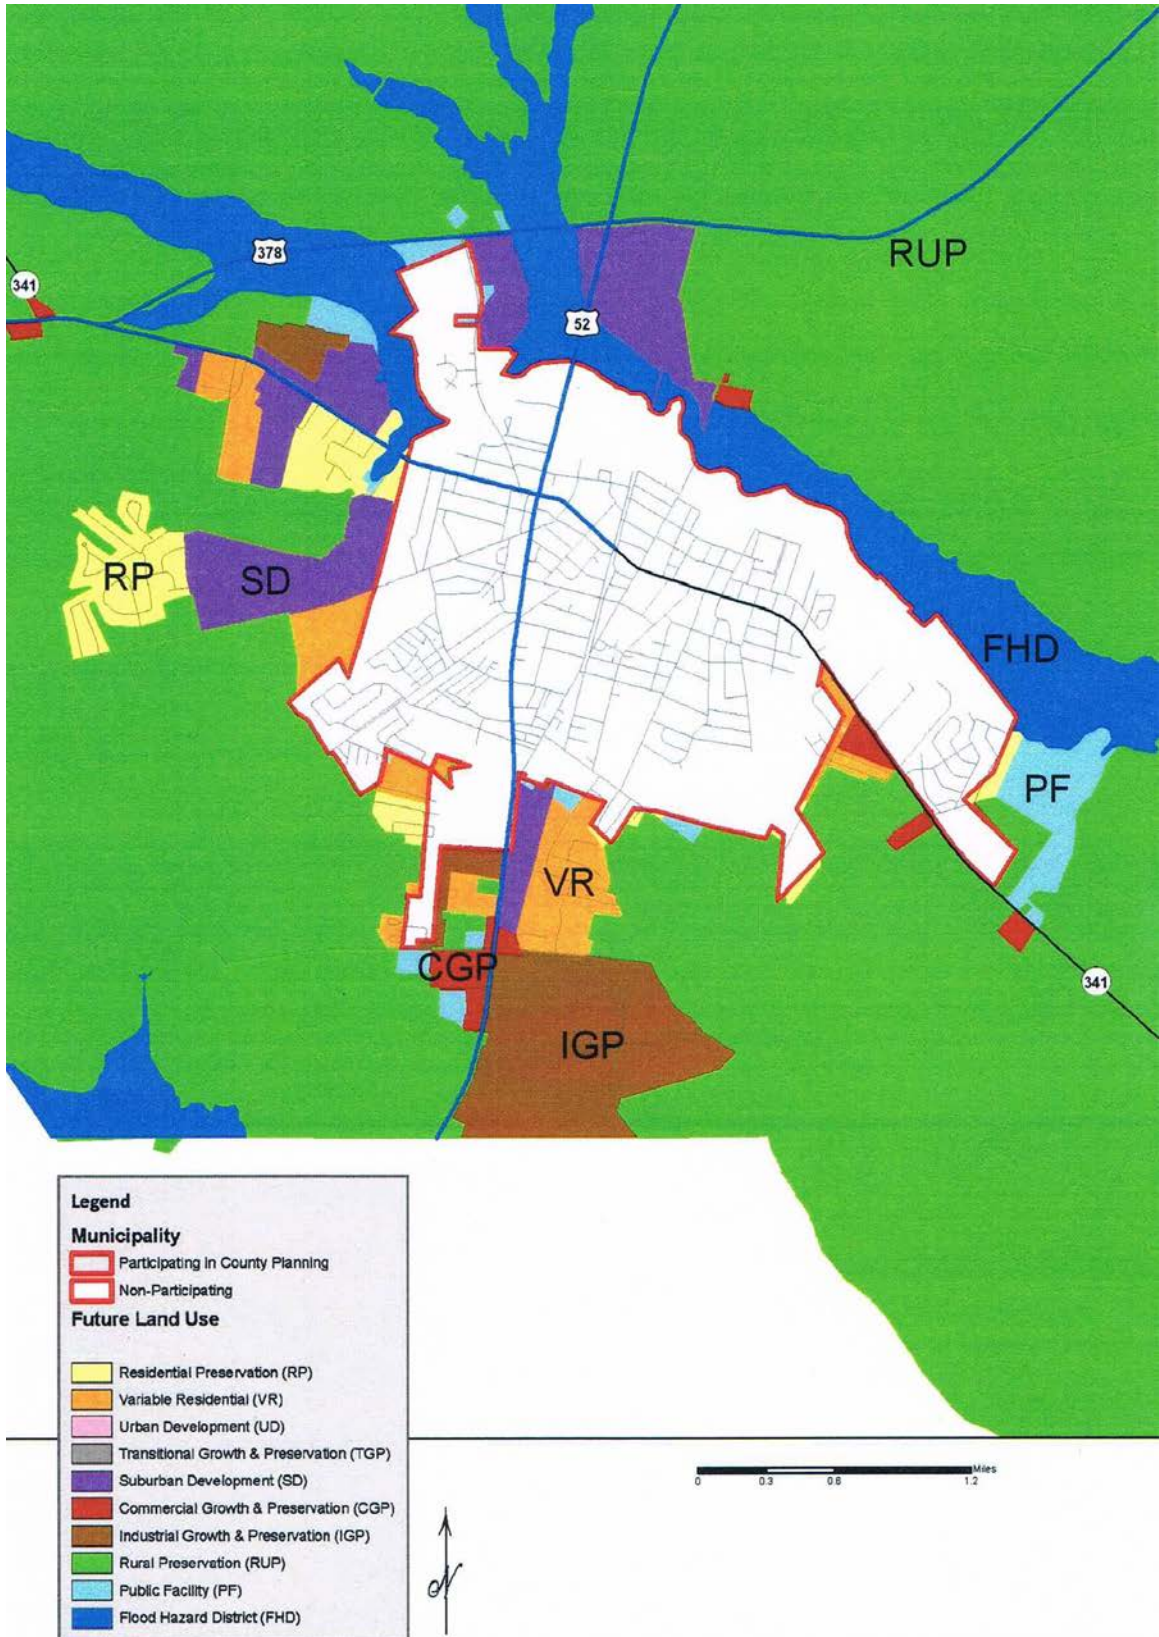 378
RUP
341
52
RP
SD
FHD
PF
VR
CGP
341
IGP
Legend
Municipality
Participating in County Planning
Non-Participating
Future Land Use
Residential Preservation (RP)
Variable Residential (VR)
Urban Development (UD)
Transitional Growth & Preservation (TGP)
Suburban Development (SD)
Commercial Growth & Preservation (CGP)
Industrial Growth & Preservation (IGP)
Rural Preservation (RUP)
Public Facility (PF)
Flood Hazard District (FHD)
Miles
0 0.3 0.6 1.2
N